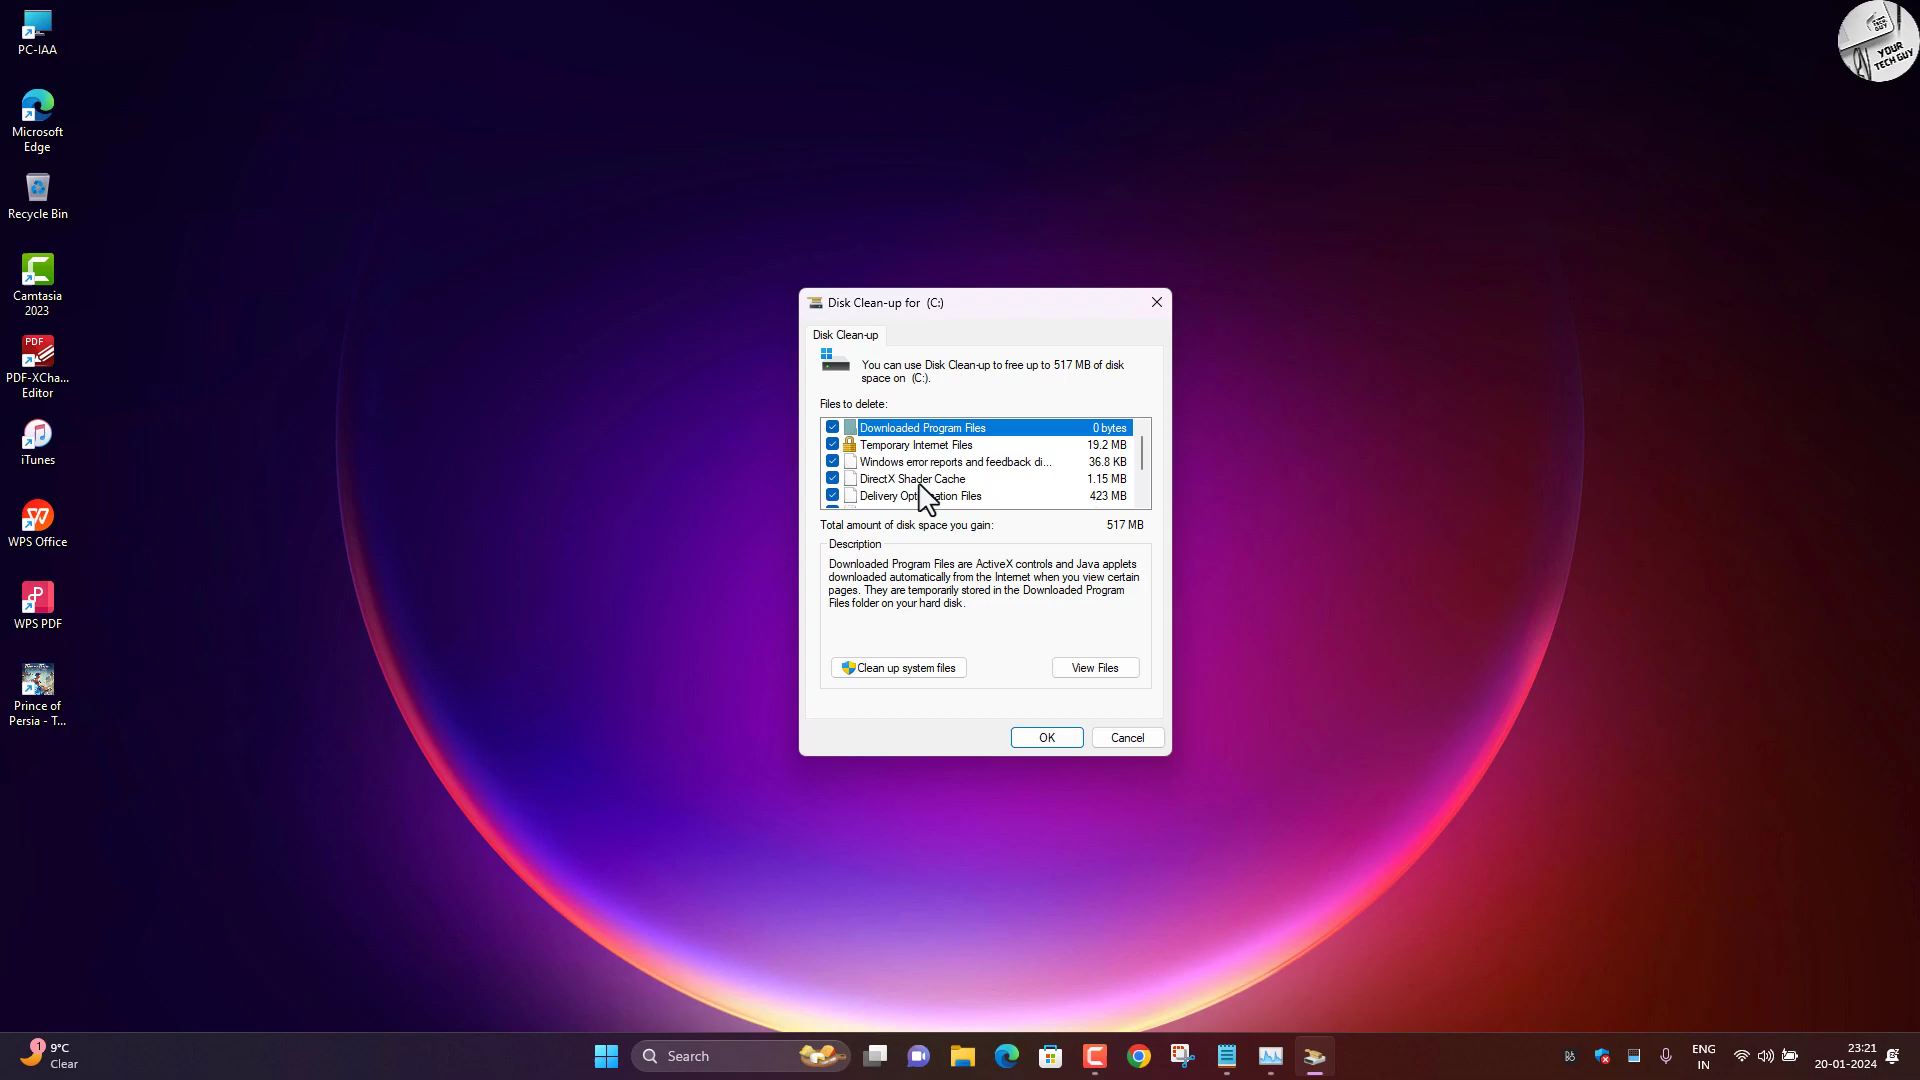 PC-IAA
Microsoft
Edge
Recycle Bin
Camtasia
2023
PDF
PDF-XCha...
Editor
iTunes
WPS Office
WPS PDF
Prince of
Persia - T...
YOUR
TECH GUY
Disk Clean-up for (C:)
Disk Clean-up
You can use Disk Clean-up to free up to 517 MB of disk
space on (C:).
Files to delete:
Downloaded Program Files 0 bytes
Temporary Internet Files 19.2 MB
Windows error reports and feedback di... 36.8 KB
DirectX Shader Cache 1.15 MB
Delivery Files 423 MB
Total amount of disk space you gain: 517 MB
Description
Downloaded Program Files are ActiveX controls and Java applets
downloaded automatically from the Internet when you view certain
pages. They are temporarily stored in the Downloaded Program
Files folder on your hard disk.
Clean up system files
View Files
OK
Cancel
1
9°C
Clear
Search
ENG
IN
23:21
20-01-2024